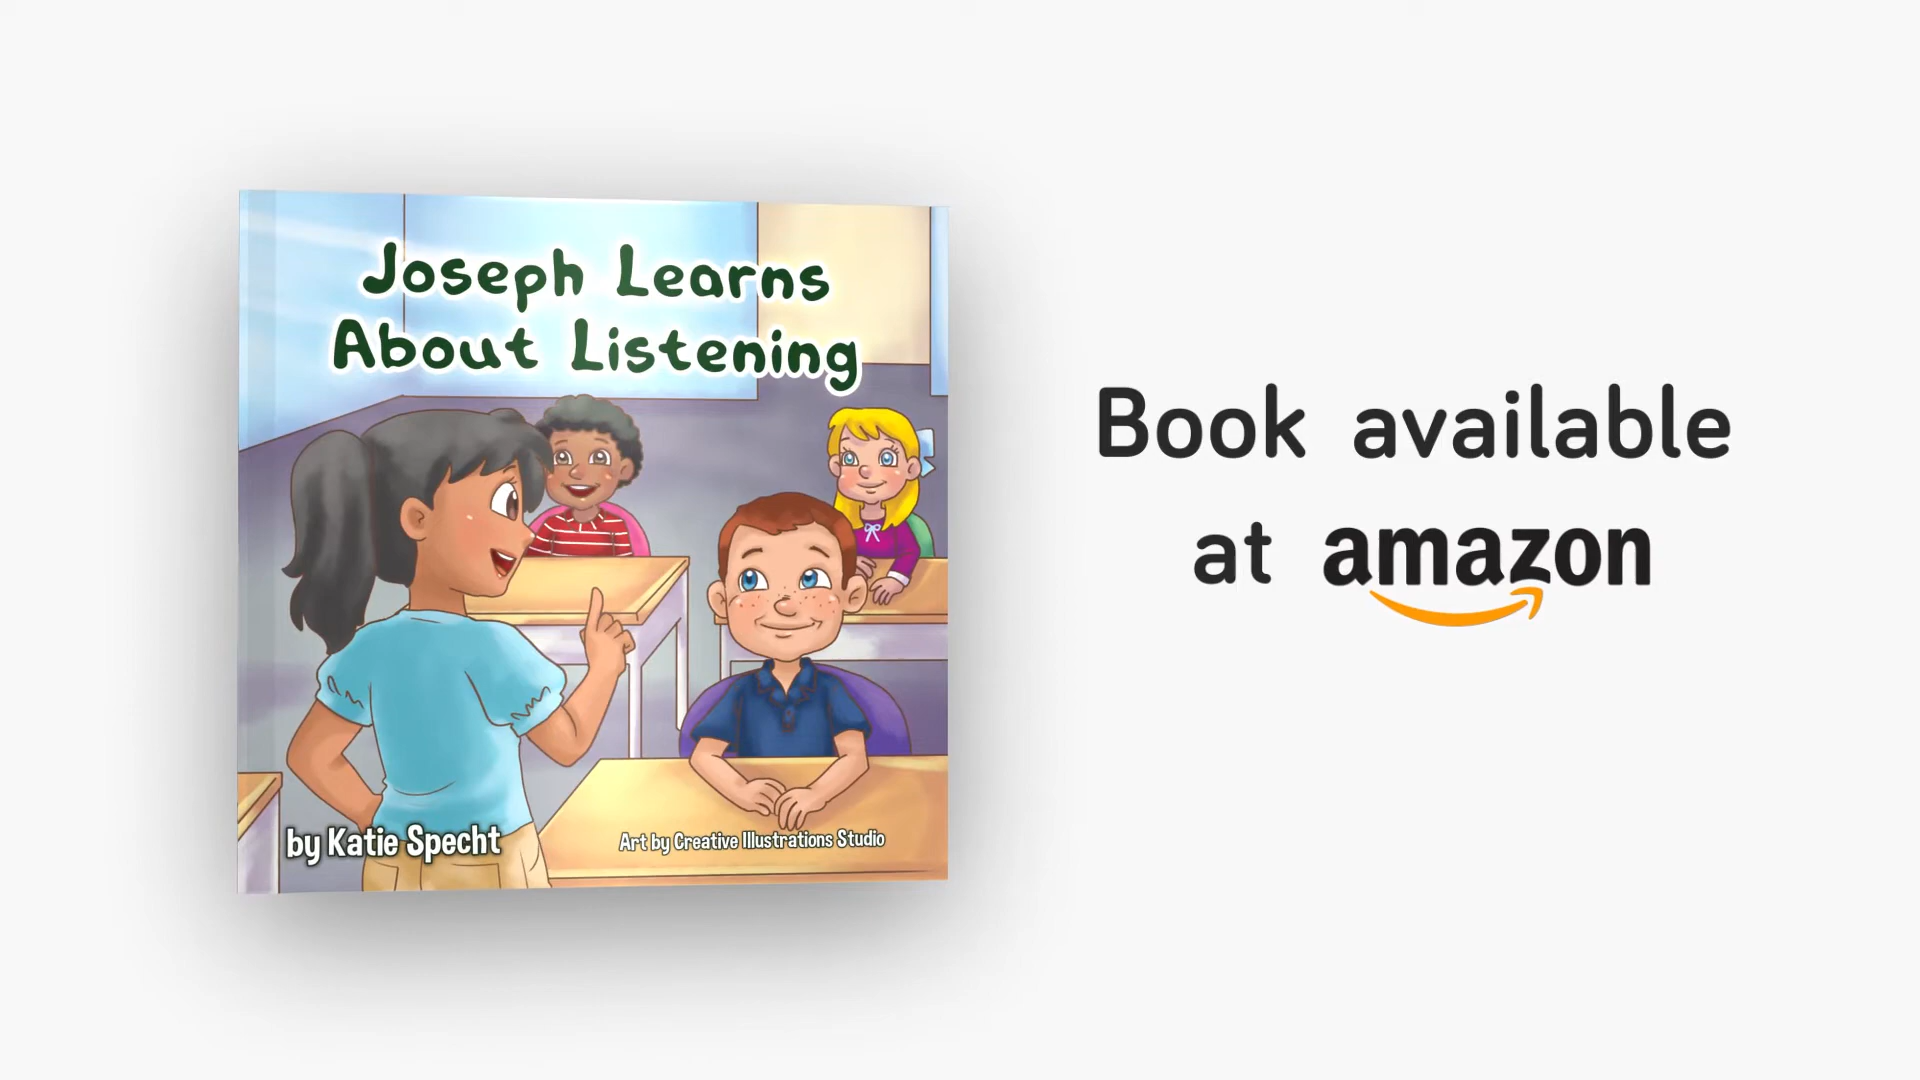 Joseph Learns
About Listening
by Katie Specht
Art by Creative Illustrations Studio
Book available
at amazon